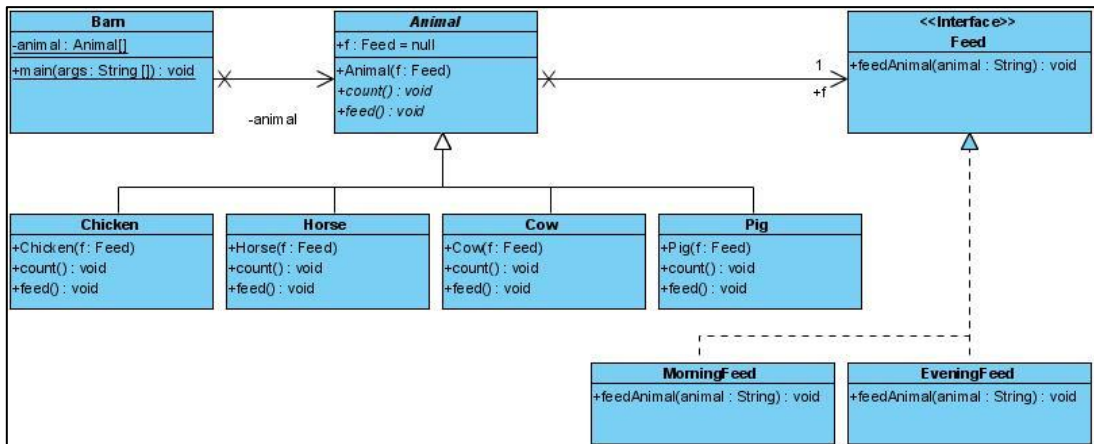 Barn
-animal : Animal[]
+main(args : String []) : void
-animal
Animal
+f : Feed = null
+Animal(f : Feed)
+count() : void
+feed() : void
1
+f
<<Interface>>
Feed
+feedAnimal(animal : String) : void
Chicken
+Chicken(f : Feed)
+count() : void
+feed() : void
Horse
+Horse(f : Feed)
+count() : void
+feed() : void
Cow
+Cow(f : Feed)
+count() : void
+feed() : void
Pig
+Pig(f : Feed)
+count() : void
+feed() : void
MorningFeed
+feedAnimal(animal : String) : void
EveningFeed
+feedAnimal(animal : String) : void